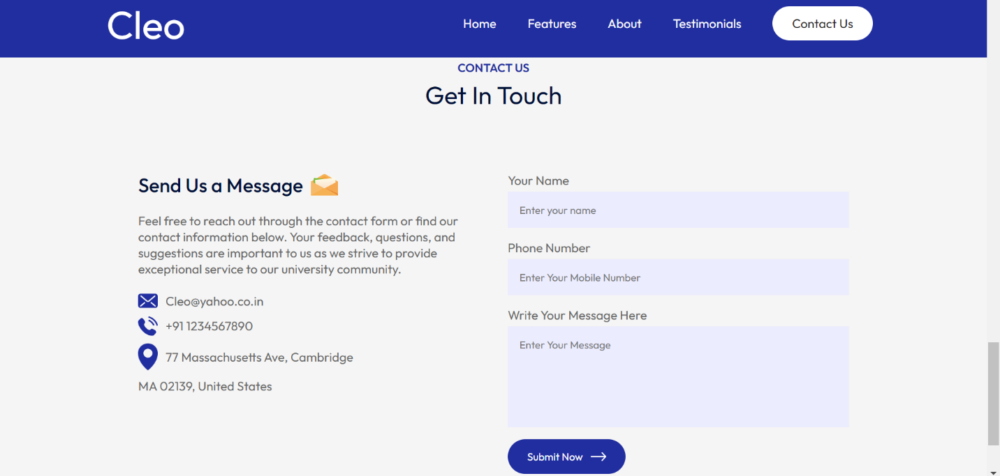 Cleo
Home
Features
About
Testimonials
Contact Us
CONTACT US
Get In Touch
Send Us a Message
Feel free to reach out through the contact form or find our
contact information below. Your feedback, questions, and
suggestions are important to us as we strive to provide
exceptional service to our university community.
Cleo@yahoo.co.in
+91 1234567890
77 Massachusetts Ave, Cambridge
MA 02139, United States
Your Name
Enter your name
Phone Number
Enter Your Mobile Number
Write Your Message Here
Enter Your Message
Submit Now